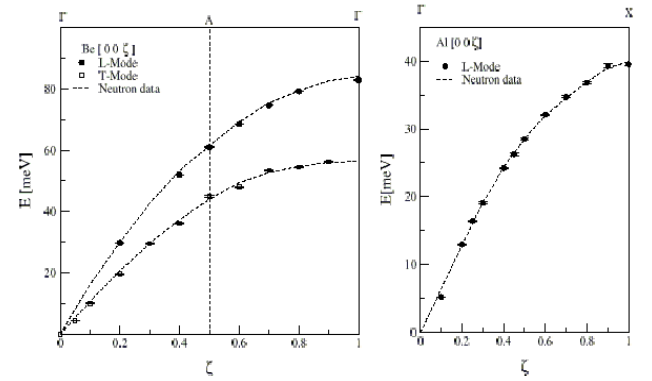 Γ A Γ
Be [ 0 0 ζ ]
L-Mode
T-Mode
Neutron data
80
60
40
20
E [meV]
0 0.2 0.4 0.6 0.8 1
ζ
Γ X
Al [0 0 ζ]
L-Mode
Neutron data
40
30
20
10
0
E[meV]
0 0.2 0.4 0.6 0.8 1
ζ